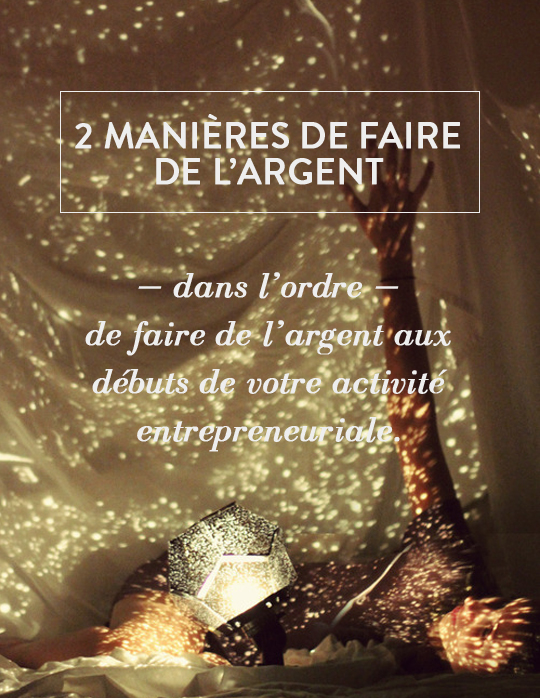 2 MANIÈRES DE FAIRE
DE L'ARGENT
— dans l'ordre —
de faire de l'argent aux
débuts de votre activité
entrepreneuriale.